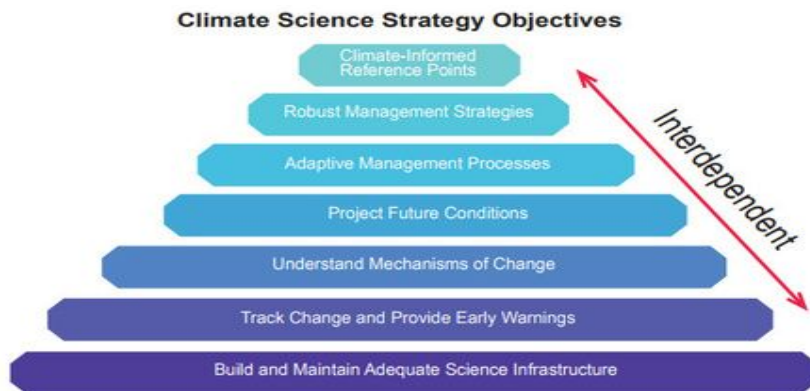 Climate Science Strategy Objectives
Climate-Informed
Reference Points
Robust Management Strategies
Adaptive Management Processes
Project Future Conditions
Understand Mechanisms of Change
Track Change and Provide Early Warnings
Build and Maintain Adequate Science Infrastructure
Interdependent